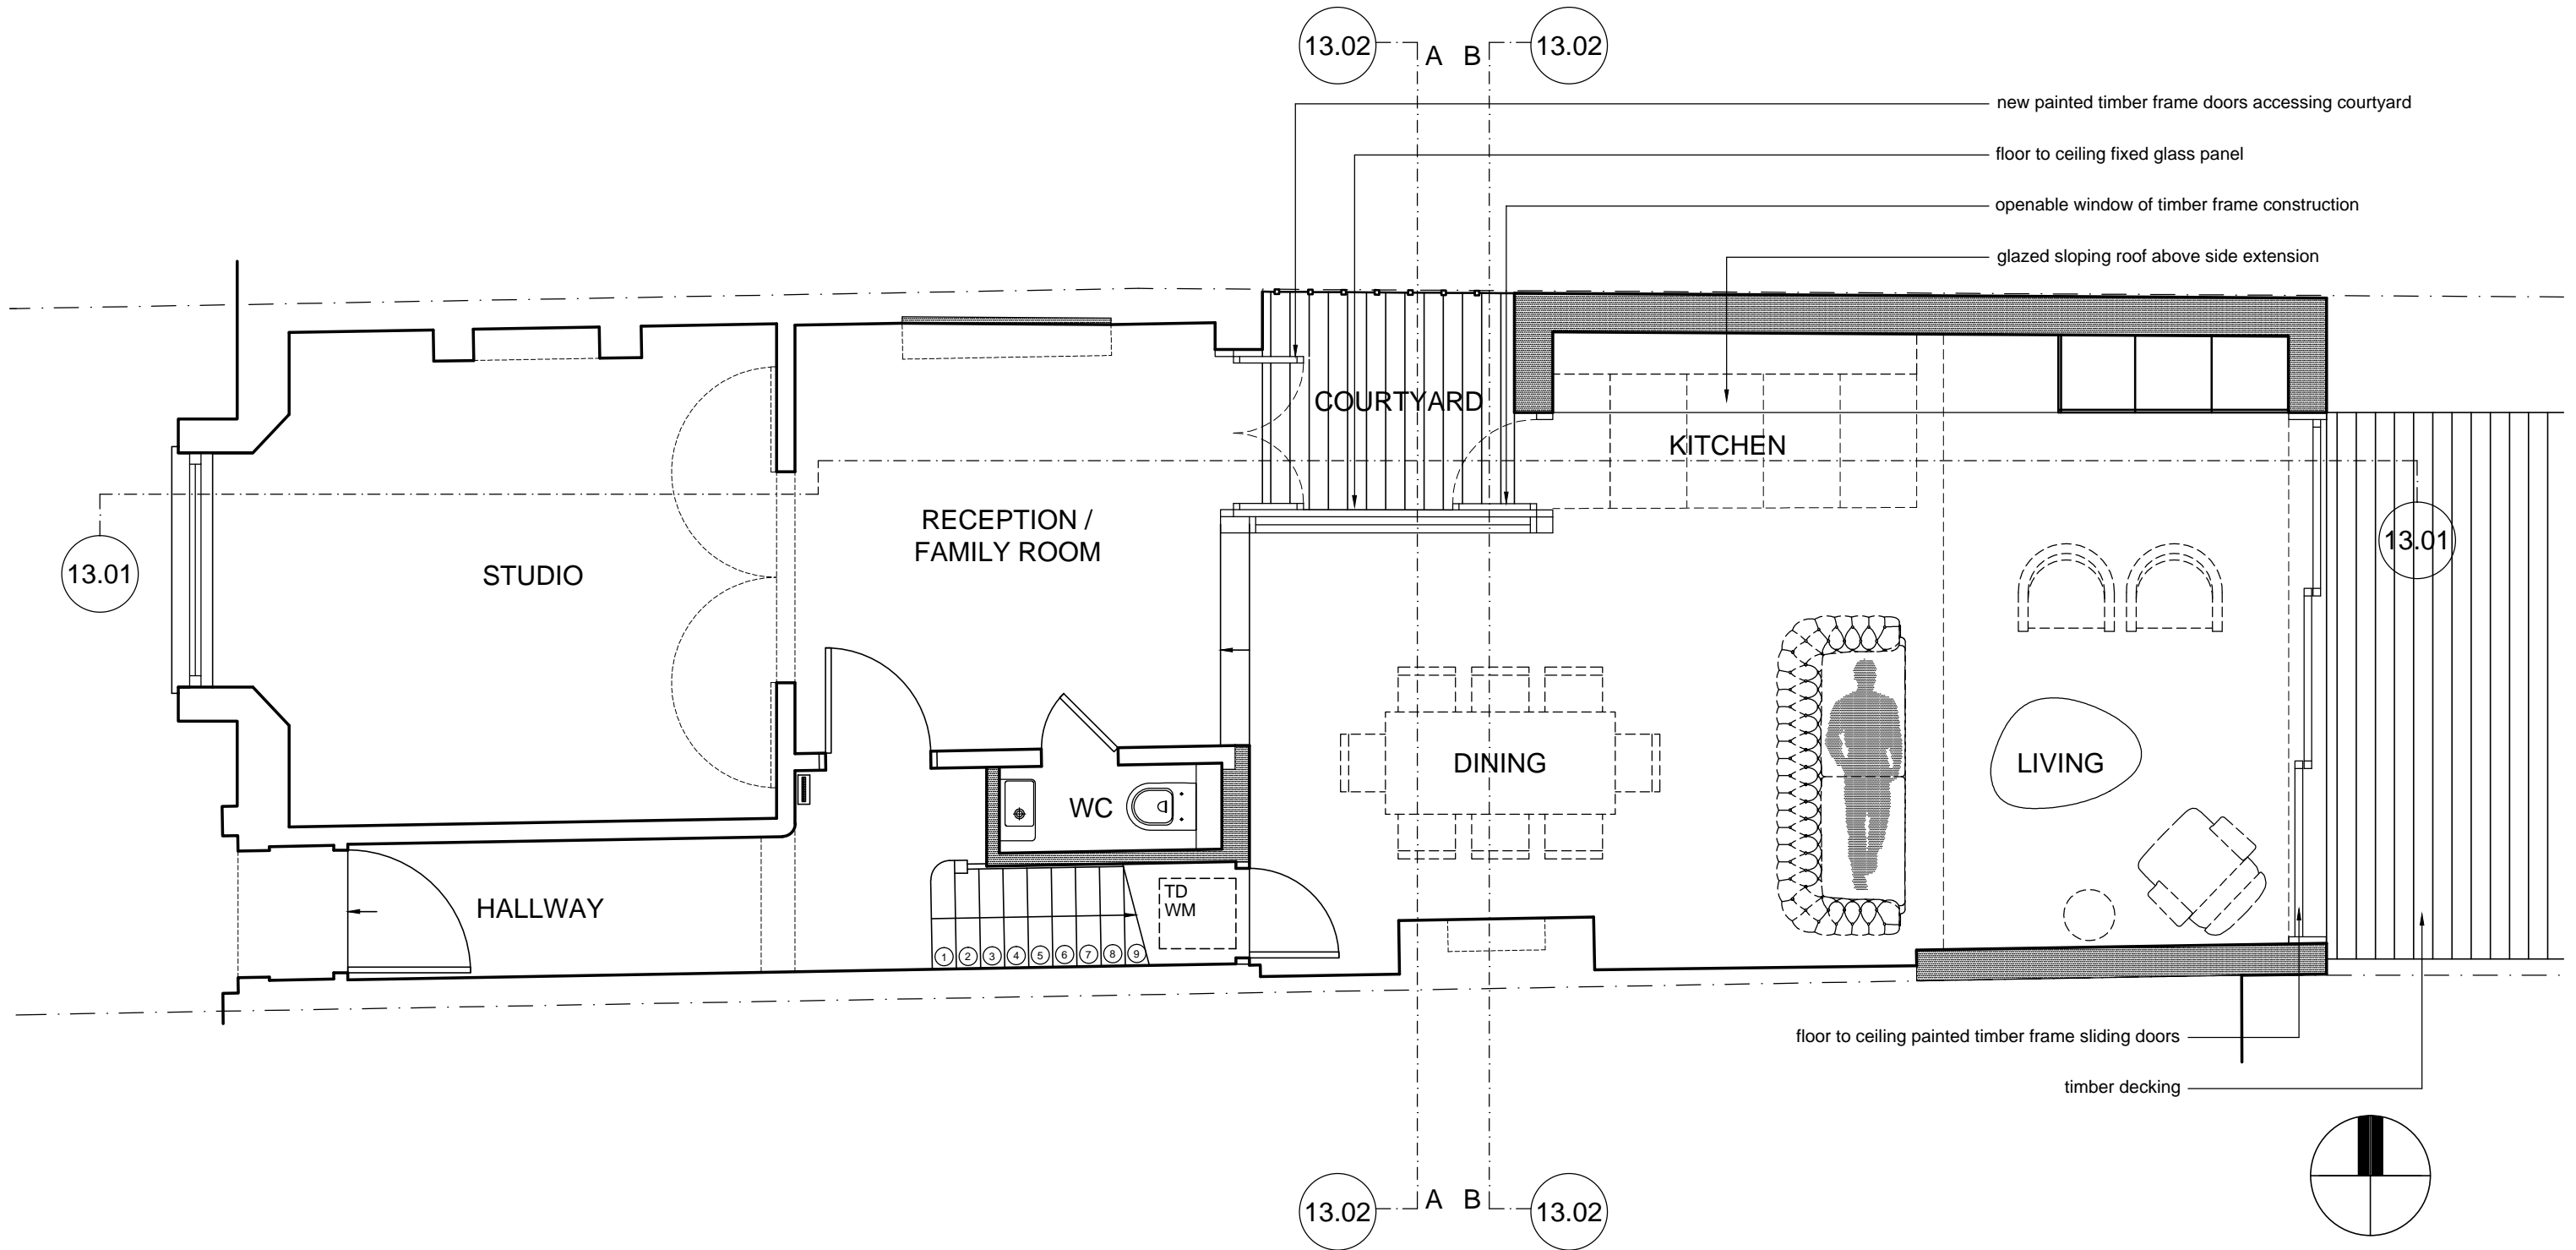 13.02
A
B
13.02
new painted timber frame doors accessing courtyard
floor to ceiling fixed glass panel
openable window of timber frame construction
glazed sloping roof above side extension
COURTYARD
KITCHEN
RECEPTION /
FAMILY ROOM
STUDIO
13.01
13.01
DINING
LIVING
WC
HALLWAY
TD
WM
1
2
3
4
5
6
7
8
9
floor to ceiling painted timber frame sliding doors
timber decking
13.02
A
B
13.02